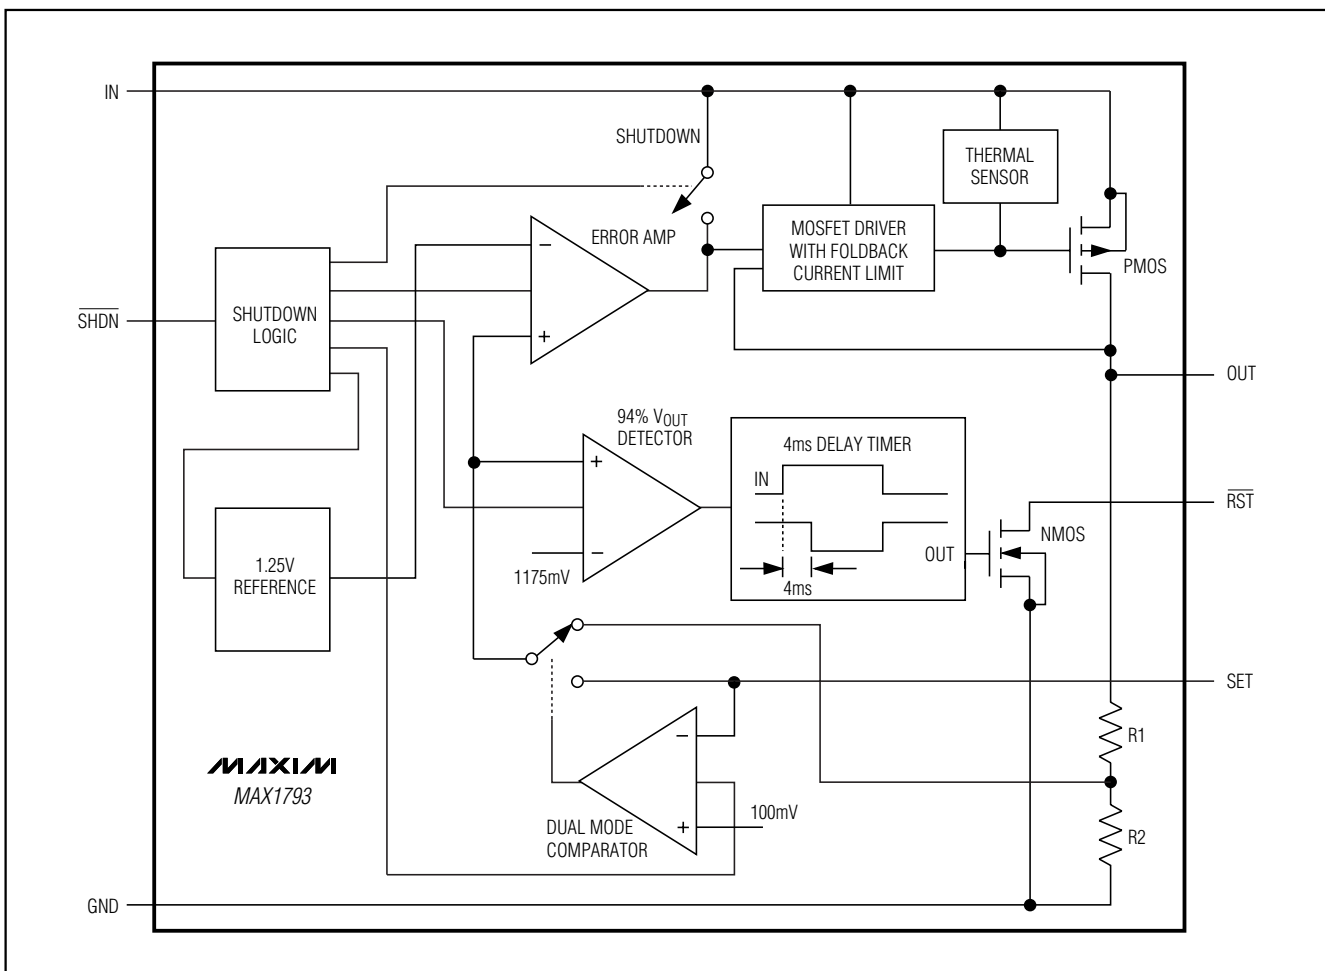 IN
SHUTDOWN
THERMAL
SENSOR
ERROR AMP
MOSFET DRIVER
WITH FOLDBACK
CURRENT LIMIT
PMOS
SHDN
SHUTDOWN
LOGIC
−
+
OUT
94% VOUT
DETECTOR
4ms DELAY TIMER
IN
+
−
1175mV
OUT
4ms
NMOS
RST
1.25V
REFERENCE
SET
R1
MAXIM
MAX1793
−
+
100mV
DUAL MODE
COMPARATOR
R2
GND